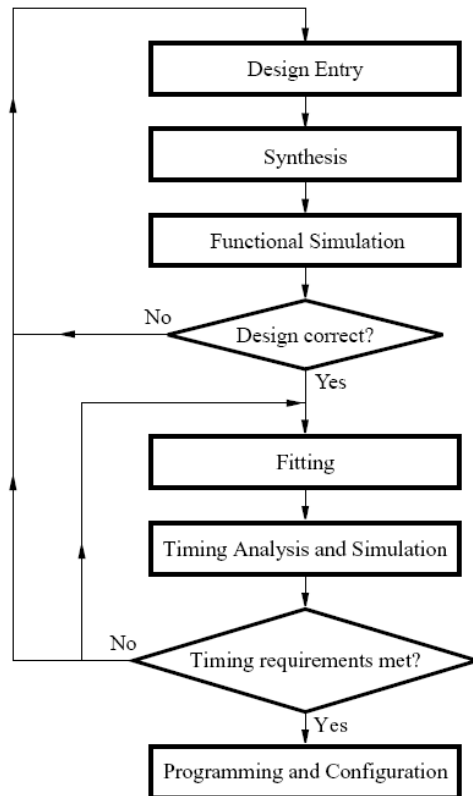 Design Entry
Synthesis
Functional Simulation
No
Design correct?
Yes
Fitting
Timing Analysis and Simulation
No
Timing requirements met?
Yes
Programming and Configuration